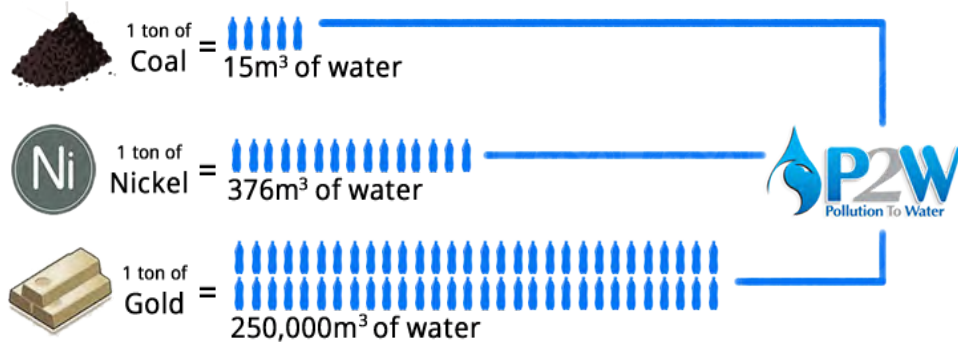 1 ton of
Coal
=
15m³ of water
Ni
1 ton of
Nickel
=
376m³ of water
P2W
Pollution To Water
1 ton of
Gold
=
250,000m³ of water